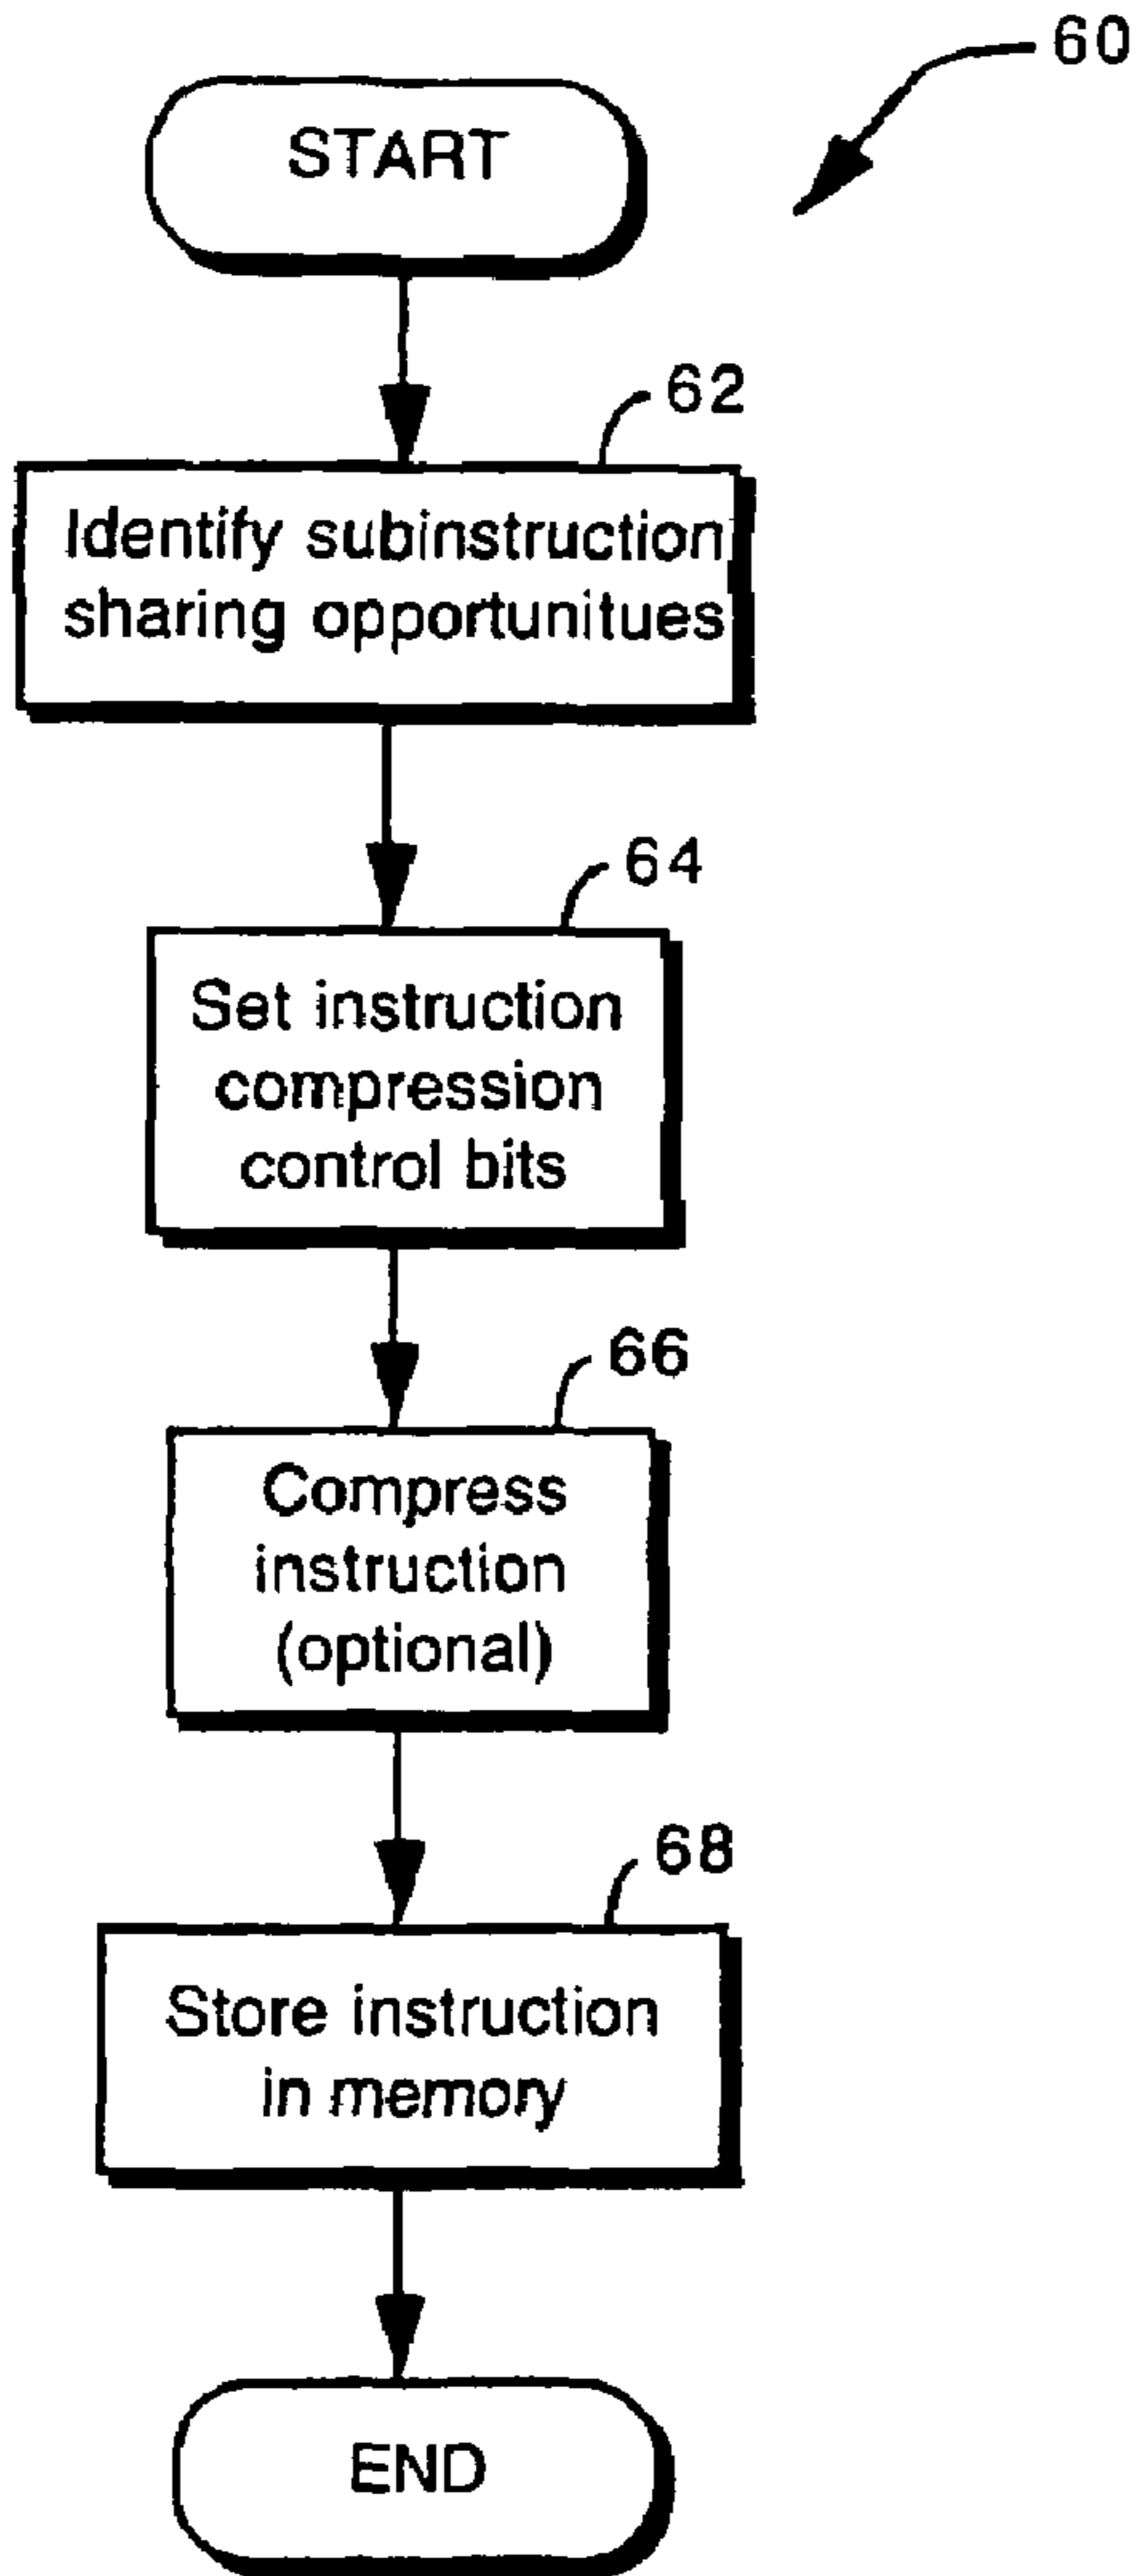 60
START
62
Identify subinstruction
sharing opportunitues
64
Set instruction
compression
control bits
66
Compress
instruction
(optional)
68
Store instruction
in memory
END